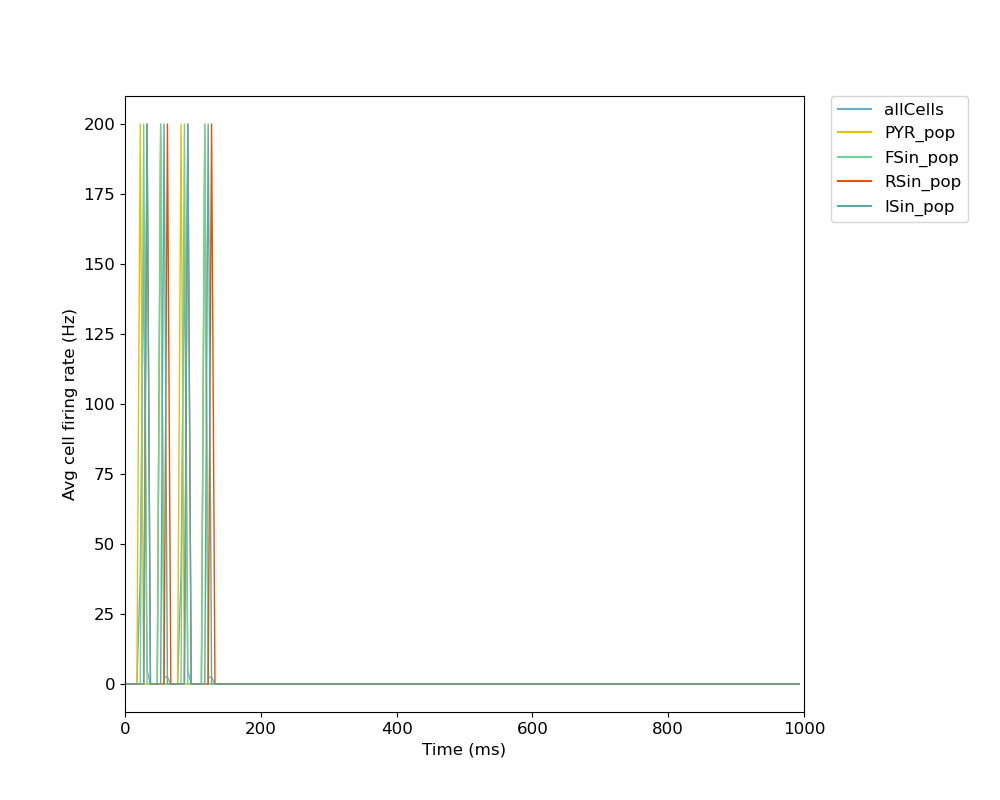 allCells
PYR_pop
FSin_pop
RSin_pop
ISin_pop
Avg cell firing rate (Hz)
200
175
150
125
100
75
50
25
0
0 200 400 600 800 1000
Time (ms)